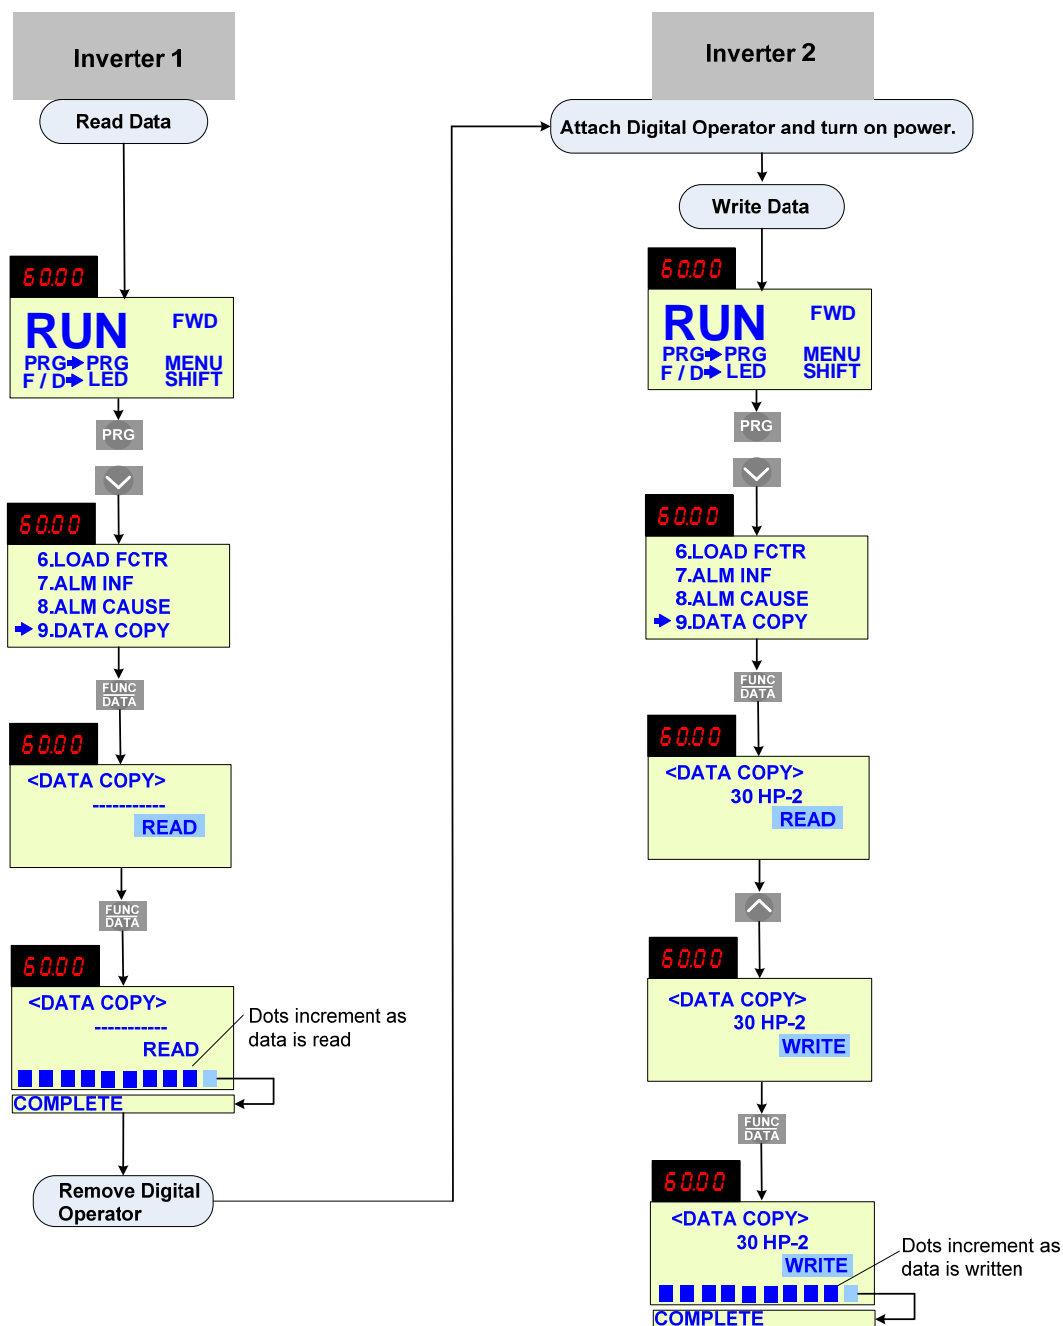 Inverter 1
Read Data
60.00
RUN FWD
PRG➔PRG MENU
F / D➔ LED SHIFT
PRG
60.00
6.LOAD FCTR
7.ALM INF
8.ALM CAUSE
➔ 9.DATA COPY
FUNC
DATA
60.00
<DATA COPY>
-----------
READ
FUNC
DATA
60.00
<DATA COPY>
-----------
READ
Dots increment as
data is read
COMPLETE
Remove Digital
Operator
Inverter 2
Attach Digital Operator and turn on power.
Write Data
60.00
RUN FWD
PRG➔PRG MENU
F / D➔ LED SHIFT
PRG
60.00
6.LOAD FCTR
7.ALM INF
8.ALM CAUSE
➔ 9.DATA COPY
FUNC
DATA
60.00
<DATA COPY>
30 HP-2
READ
60.00
<DATA COPY>
30 HP-2
WRITE
FUNC
DATA
60.00
<DATA COPY>
30 HP-2
WRITE
Dots increment as
data is written
COMPLETE